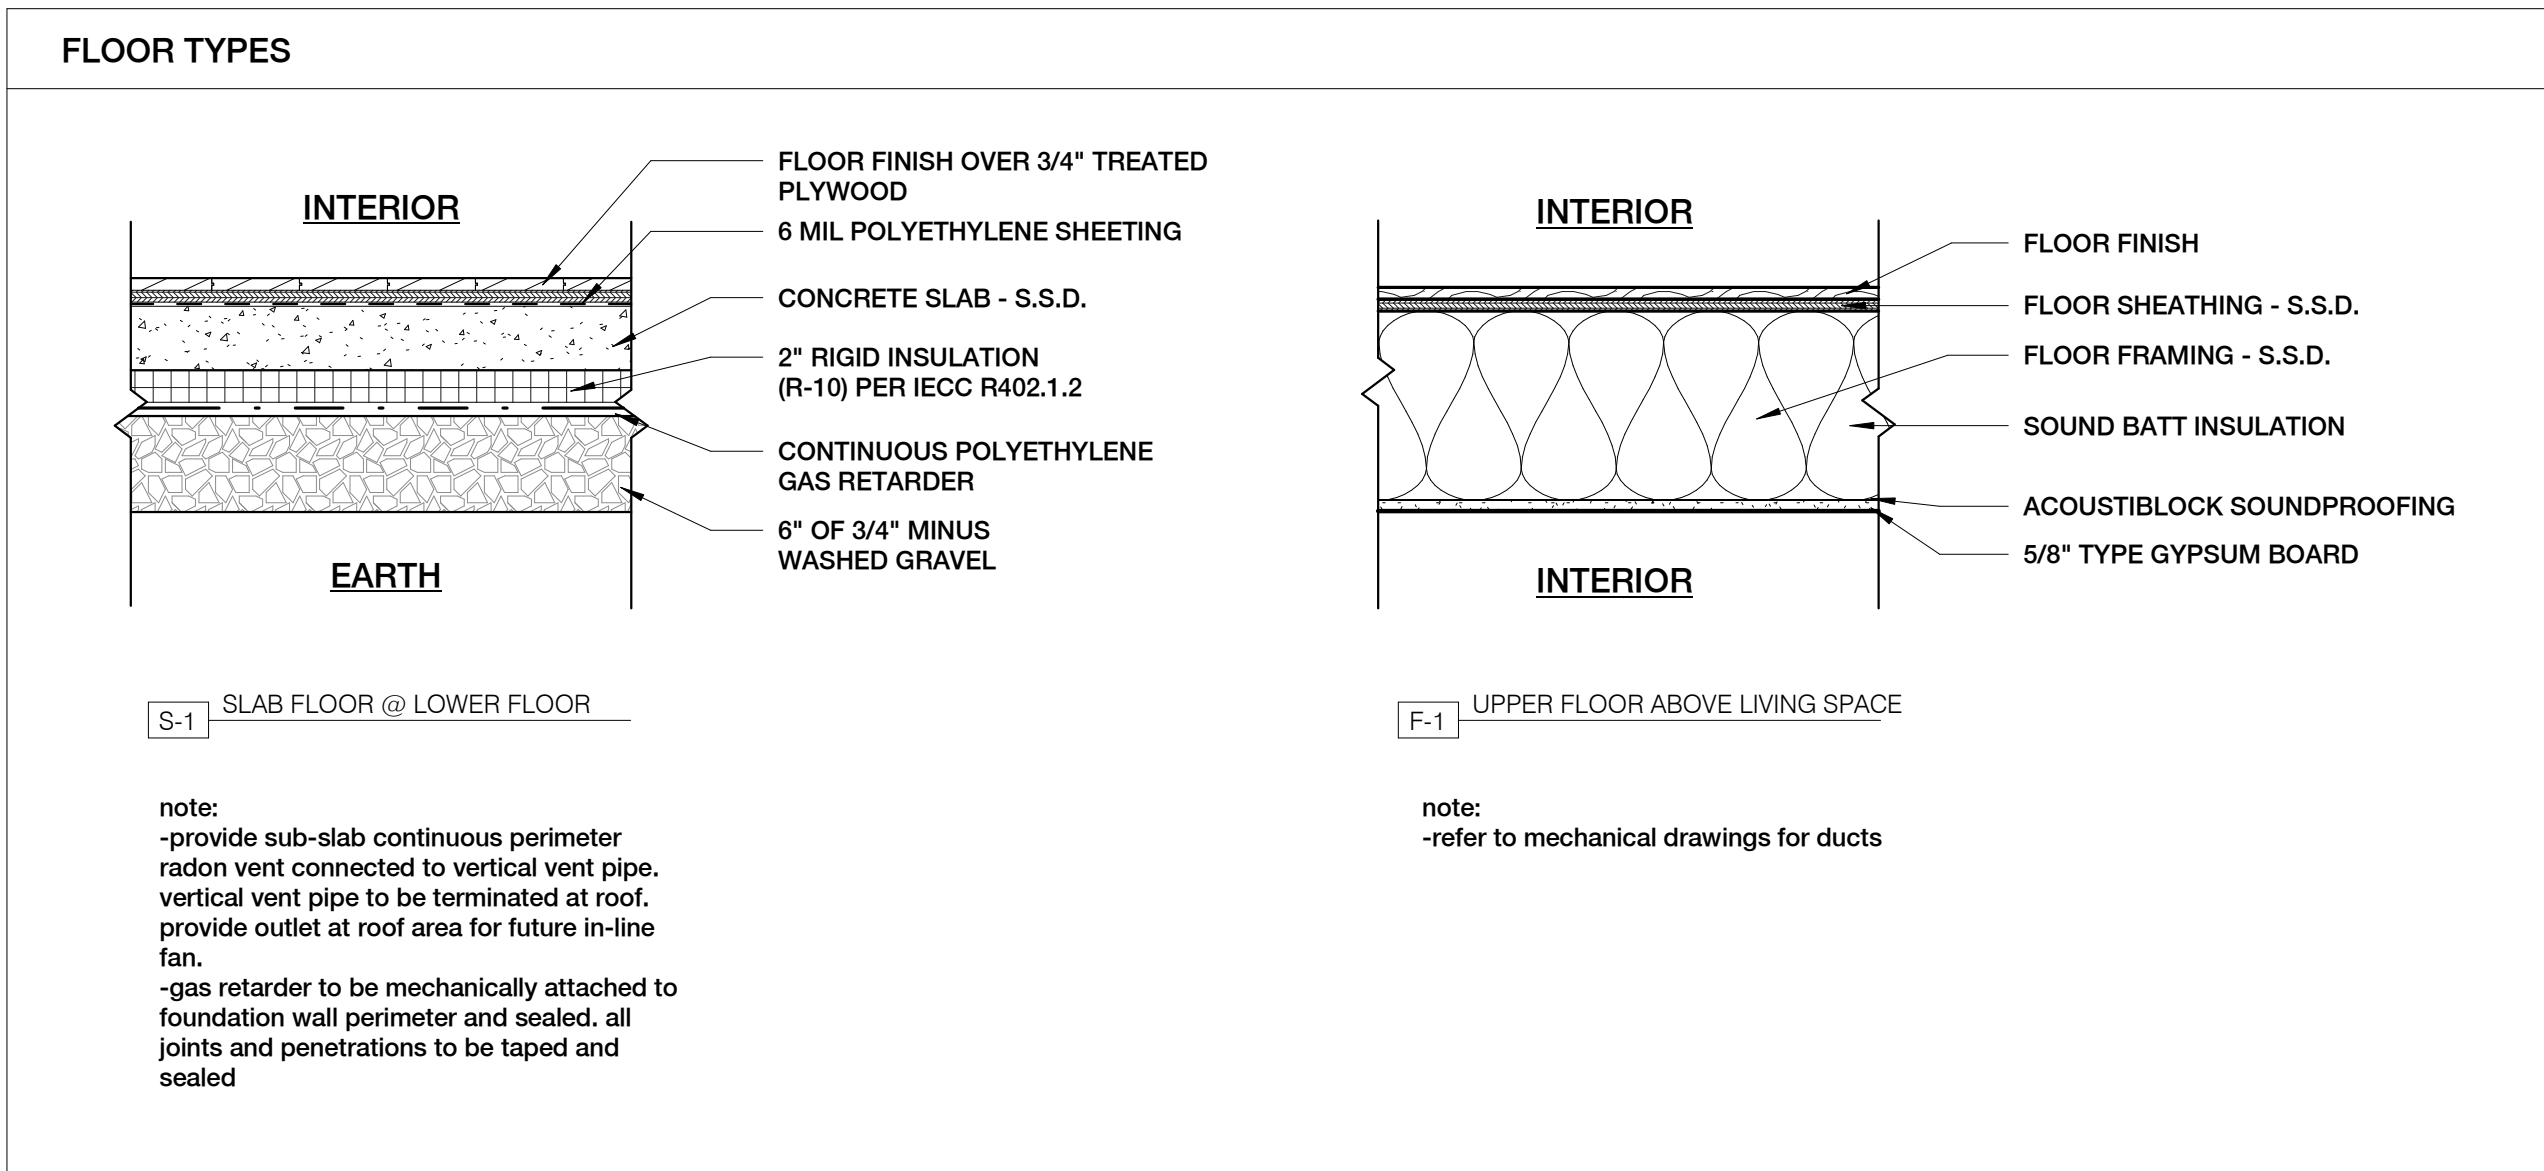 FLOOR TYPES
INTERIOR
FLOOR FINISH OVER 3/4" TREATED
PLYWOOD
6 MIL POLYETHYLENE SHEETING
CONCRETE SLAB - S.S.D.
2" RIGID INSULATION
(R-10) PER IECC R402.1.2
CONTINUOUS POLYETHYLENE
GAS RETARDER
6" OF 3/4" MINUS
WASHED GRAVEL
EARTH
S-1
SLAB FLOOR @ LOWER FLOOR
note:
-provide sub-slab continuous perimeter
radon vent connected to vertical vent pipe.
vertical vent pipe to be terminated at roof.
provide outlet at roof area for future in-line
fan.
-gas retarder to be mechanically attached to
foundation wall perimeter and sealed. all
joints and penetrations to be taped and
sealed
INTERIOR
FLOOR FINISH
FLOOR SHEATHING - S.S.D.
FLOOR FRAMING - S.S.D.
SOUND BATT INSULATION
ACOUSTIBLOCK SOUNDPROOFING
5/8" TYPE GYPSUM BOARD
INTERIOR
F-1
UPPER FLOOR ABOVE LIVING SPACE
note:
-refer to mechanical drawings for ducts